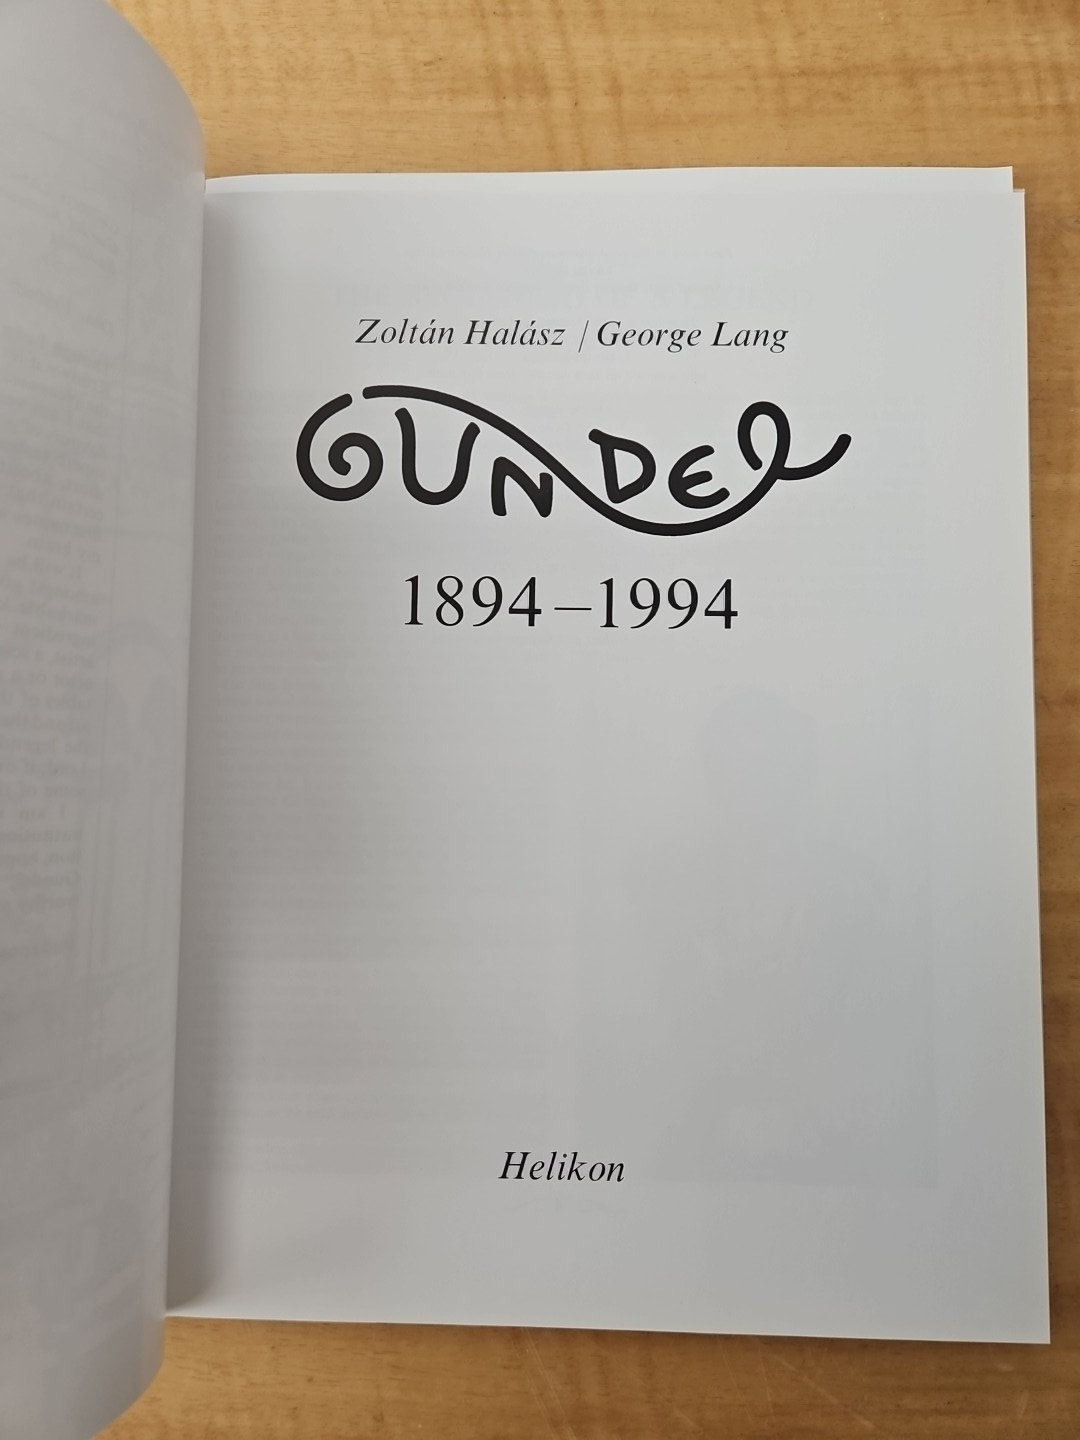 Zoltán Halász / George Lang
GUNDEL
1894–1994
Helikon